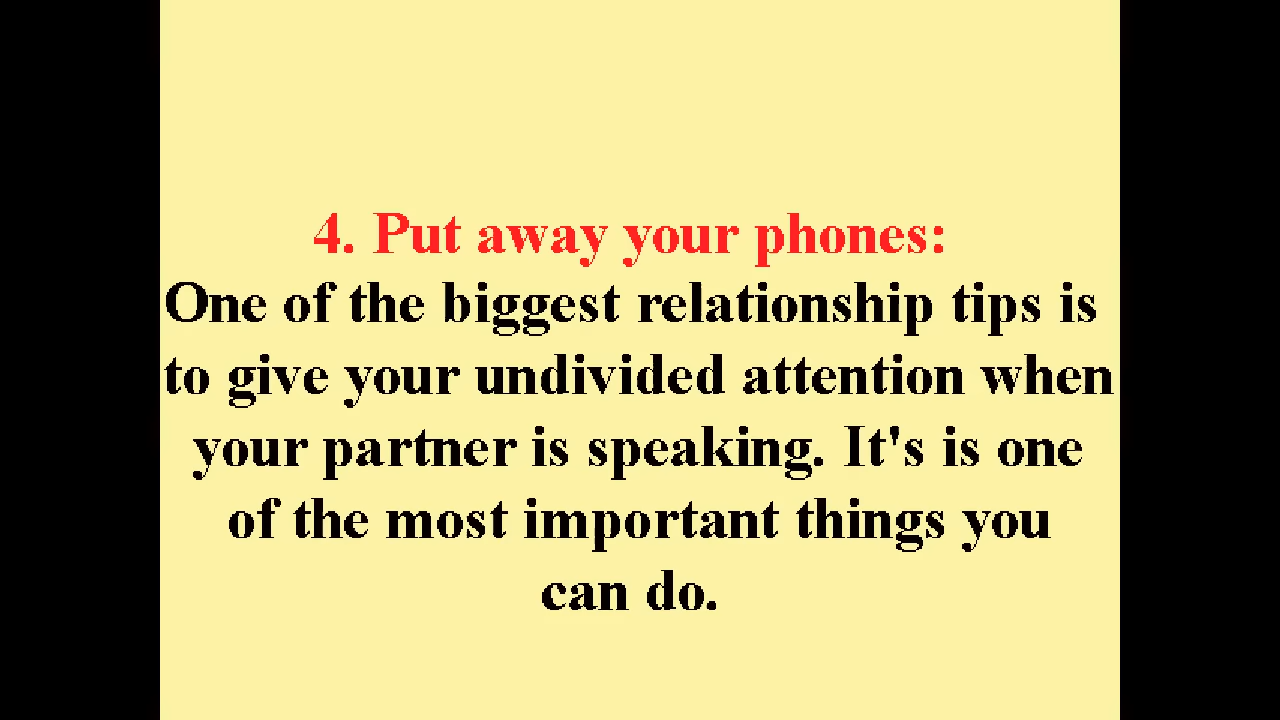 4. Put away your phones:
One of the biggest relationship tips is
to give your undivided attention when
your partner is speaking. It's is one
of the most important things you
can do.